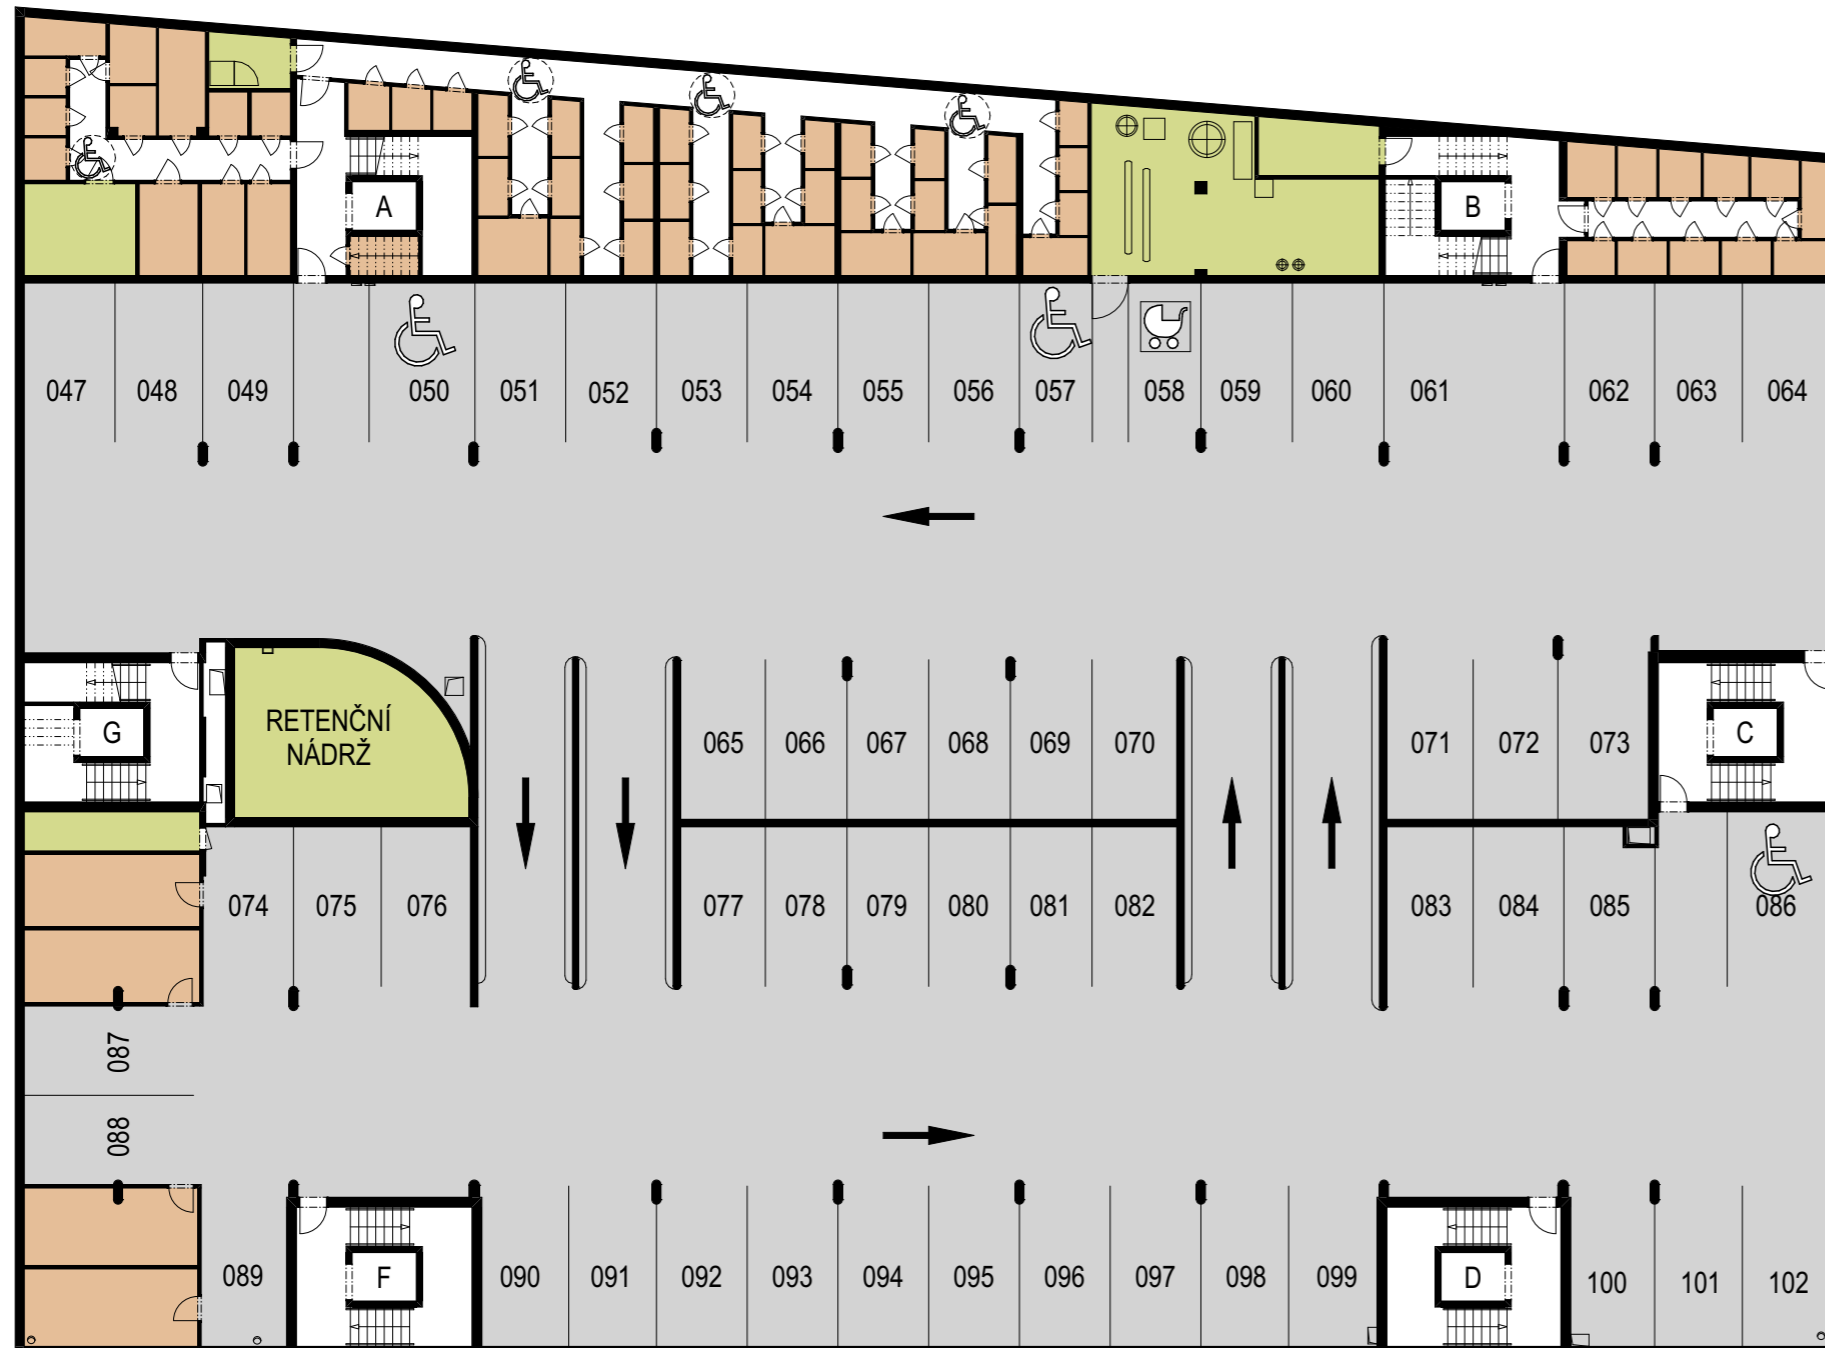 A
B
047 048 049 050 051 052 053 054 055 056 057 058 059 060 061 062 063 064
G
RETENČNÍ
NÁDRŽ
065 066 067 068 069 070 071 072 073
C
074 075 076 077 078 079 080 081 082 083 084 085 086
087
088
089 F 090 091 092 093 094 095 096 097 098 099 D 100 101 102